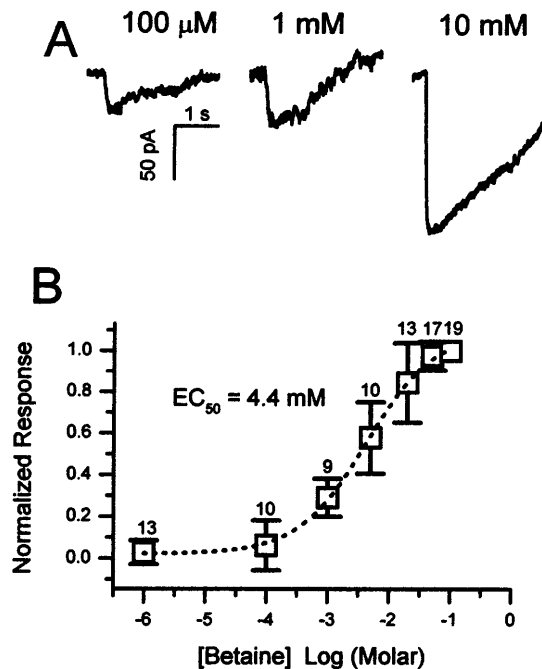 A
100 µM 1 mM 10 mM
1 s
50 pA
B
Normalized Response
1.0
0.8
0.6
0.4
0.2
0.0
EC50 = 4.4 mM
13 10 9 10 13 17 19
-6 -5 -4 -3 -2 -1 0
[Betaine] Log (Molar)